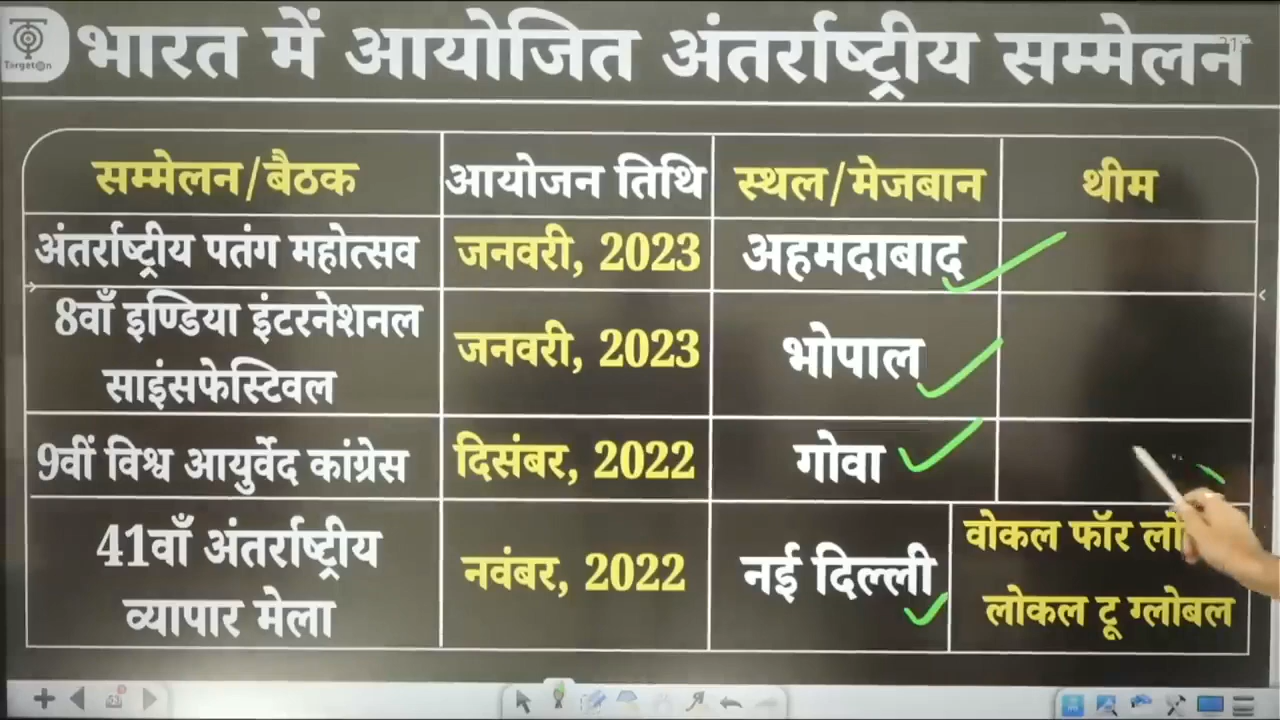 भारत में आयोजित अंतर्राष्ट्रीय सम्मेलन
Target@n
सम्मेलन/बैठक आयोजन तिथि स्थल/मेजबान थीम
अंतर्राष्ट्रीय पतंग महोत्सव जनवरी, 2023 अहमदाबाद
8वाँ इण्डिया इंटरनेशनल
साइंसफेस्टिवल जनवरी, 2023 भोपाल
9वीं विश्व आयुर्वेद कांग्रेस दिसंबर, 2022 गोवा
41वाँ अंतर्राष्ट्रीय
व्यापार मेला नवंबर, 2022 नई दिल्ली
वोकल फॉर
लोकल टू ग्लोबल